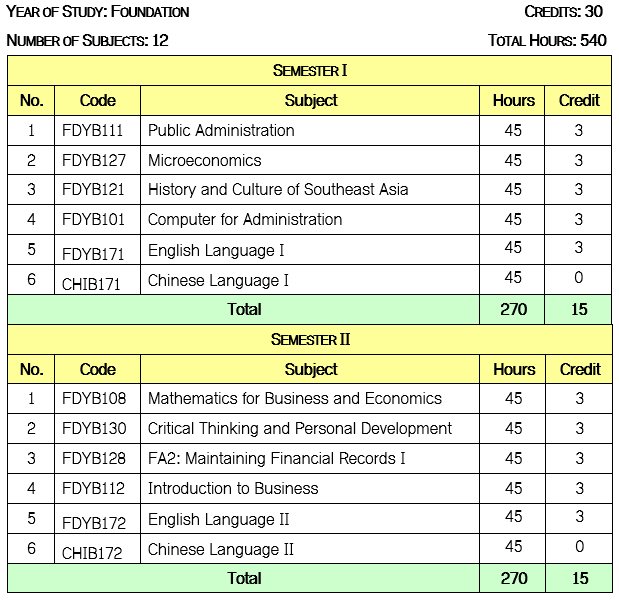 YEAR OF STUDY: FOUNDATION CREDITS: 30
NUMBER OF SUBJECTS: 12 TOTAL HOURS: 540
SEMESTER I
No. Code Subject Hours Credit
1 FDYB111 Public Administration 45 3
2 FDYB127 Microeconomics 45 3
3 FDYB121 History and Culture of Southeast Asia 45 3
4 FDYB101 Computer for Administration 45 3
5 FDYB171 English Language I 45 3
6 CHIB171 Chinese Language I 45 0
Total 270 15
SEMESTER II
No. Code Subject Hours Credit
1 FDYB108 Mathematics for Business and Economics 45 3
2 FDYB130 Critical Thinking and Personal Development 45 3
3 FDYB128 FA2: Maintaining Financial Records I 45 3
4 FDYB112 Introduction to Business 45 3
5 FDYB172 English Language II 45 3
6 CHIB172 Chinese Language II 45 0
Total 270 15